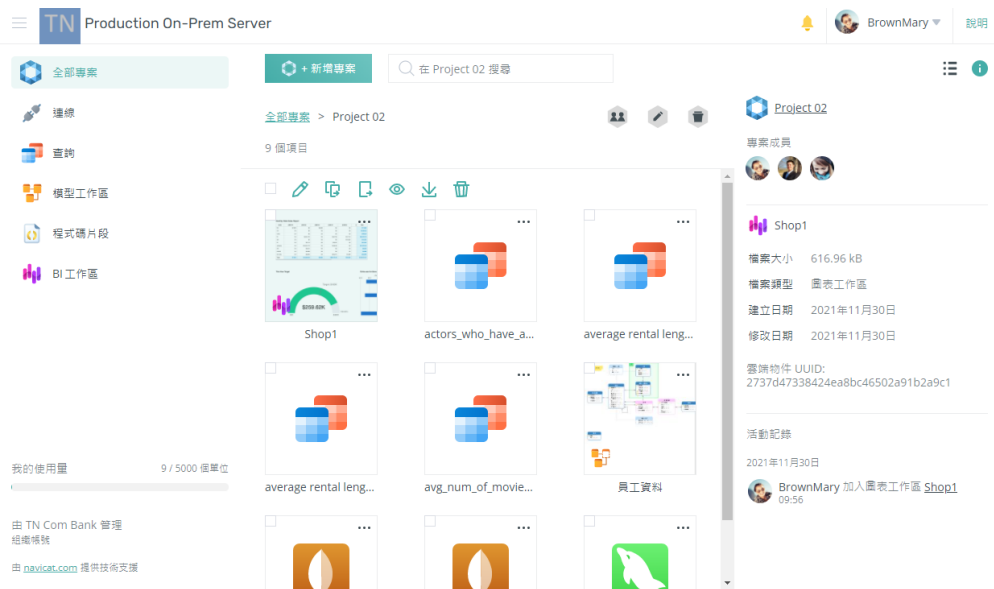 TN Production On-Prem Server
BrownMary
說明
全部專案
連線
查詢
模型工作區
程式碼片段
BI 工作區
我的使用量
9 / 5000 個單位
由 TN Com Bank 管理
組織帳號
由 navicat.com 提供技術支援
+ 新增專案
在 Project 02 搜尋
全部專案 > Project 02
9 個項目
Shop1
actors_who_have_a...
average rental leng...
average rental leng...
avg_num_of_movie...
員工資料
Project 02
專案成員
Shop1
檔案大小 616.96 kB
檔案類型 圖表工作區
建立日期 2021年11月30日
修改日期 2021年11月30日
雲端物件 UUID:
2737d47338424ea8bc46502a91b2a9c1
活動記錄
2021年11月30日
BrownMary 加入圖表工作區 Shop1
09:56